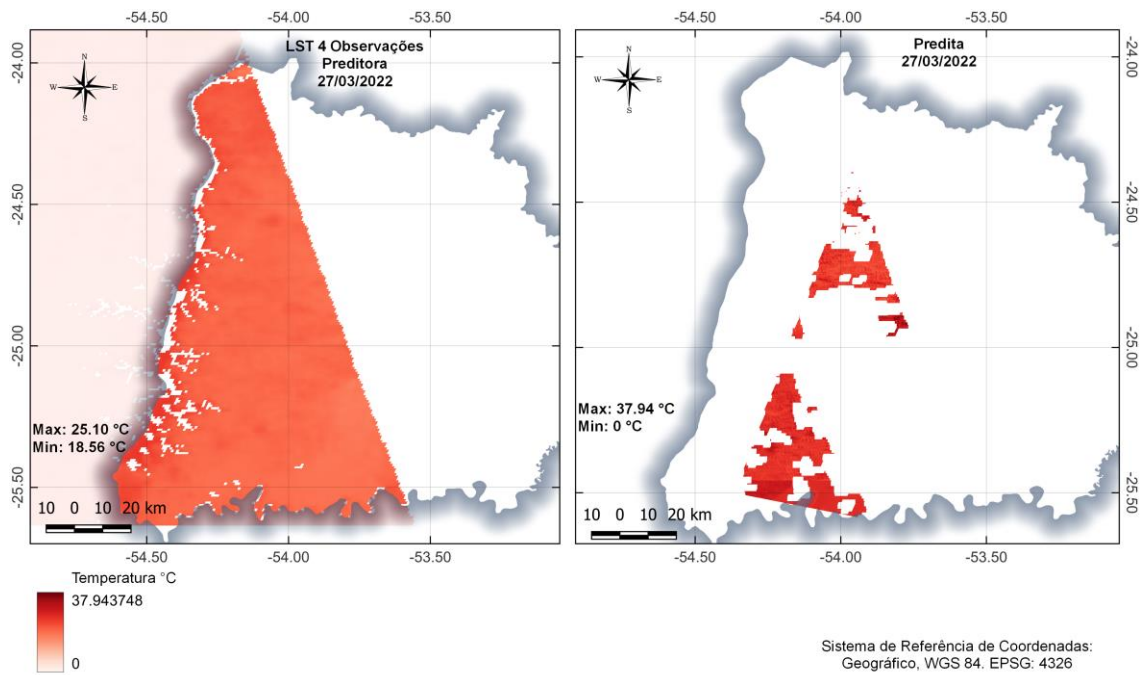 -54.50 -54.00 -53.50
LST 4 Observações
Preditora
27/03/2022
N
W E
S
-24.00
-24.50
-25.00
-25.50
Max: 25.10 °C
Min: 18.56 °C
10 0 10 20 km
-54.50 -54.00 -53.50
-54.50 -54.00 -53.50
Predita
27/03/2022
N
W E
S
-24.00
-24.50
-25.00
-25.50
Max: 37.94 °C
Min: 0 °C
10 0 10 20 km
-54.50 -54.00 -53.50
Temperatura °C
37.943748
0
Sistema de Referência de Coordenadas:
Geográfico, WGS 84. EPSG: 4326